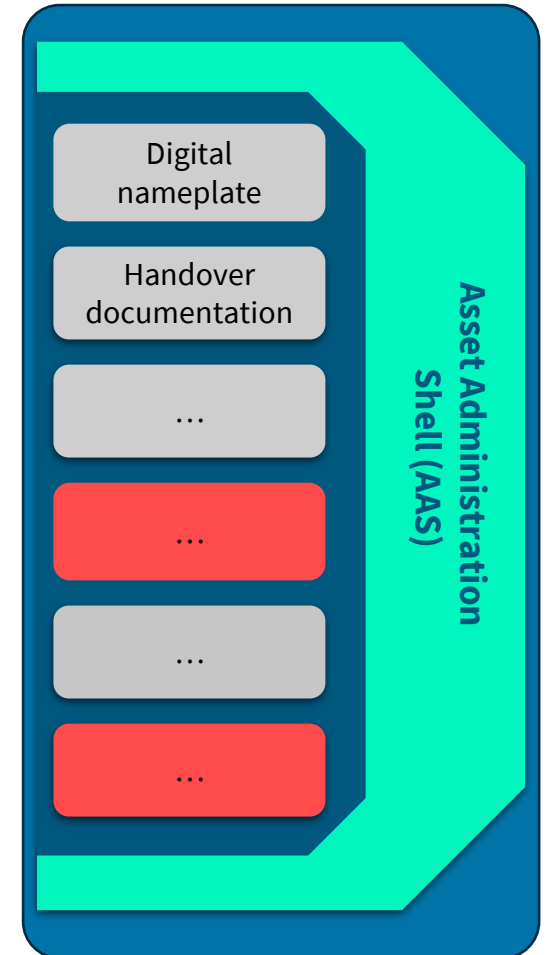 Digital
nameplate
Handover
documentation
...
...
...
...
Asset Administration
Shell (AAS)